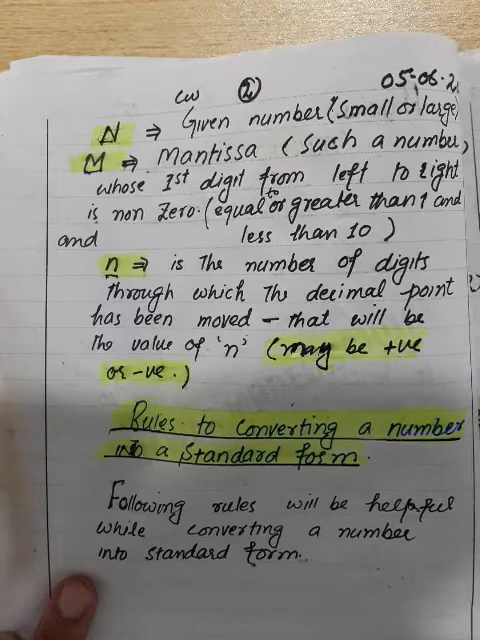 cw ② 05-06-2
N ⇒ Given number (Small or large)
M ⇒ Mantissa (Such a number,
whose 1st digit from left to right
is non Zero. (equal to or greater than 1 and
and less than 10)
n ⇒ is The number of digits
Through which The decimal point
has been moved - that will be
The value of 'n' (may be +ve
or -ve.)
Rules to converting a number
into a Standard form.
Following rules will be helpful
while converting a number
into standard form.